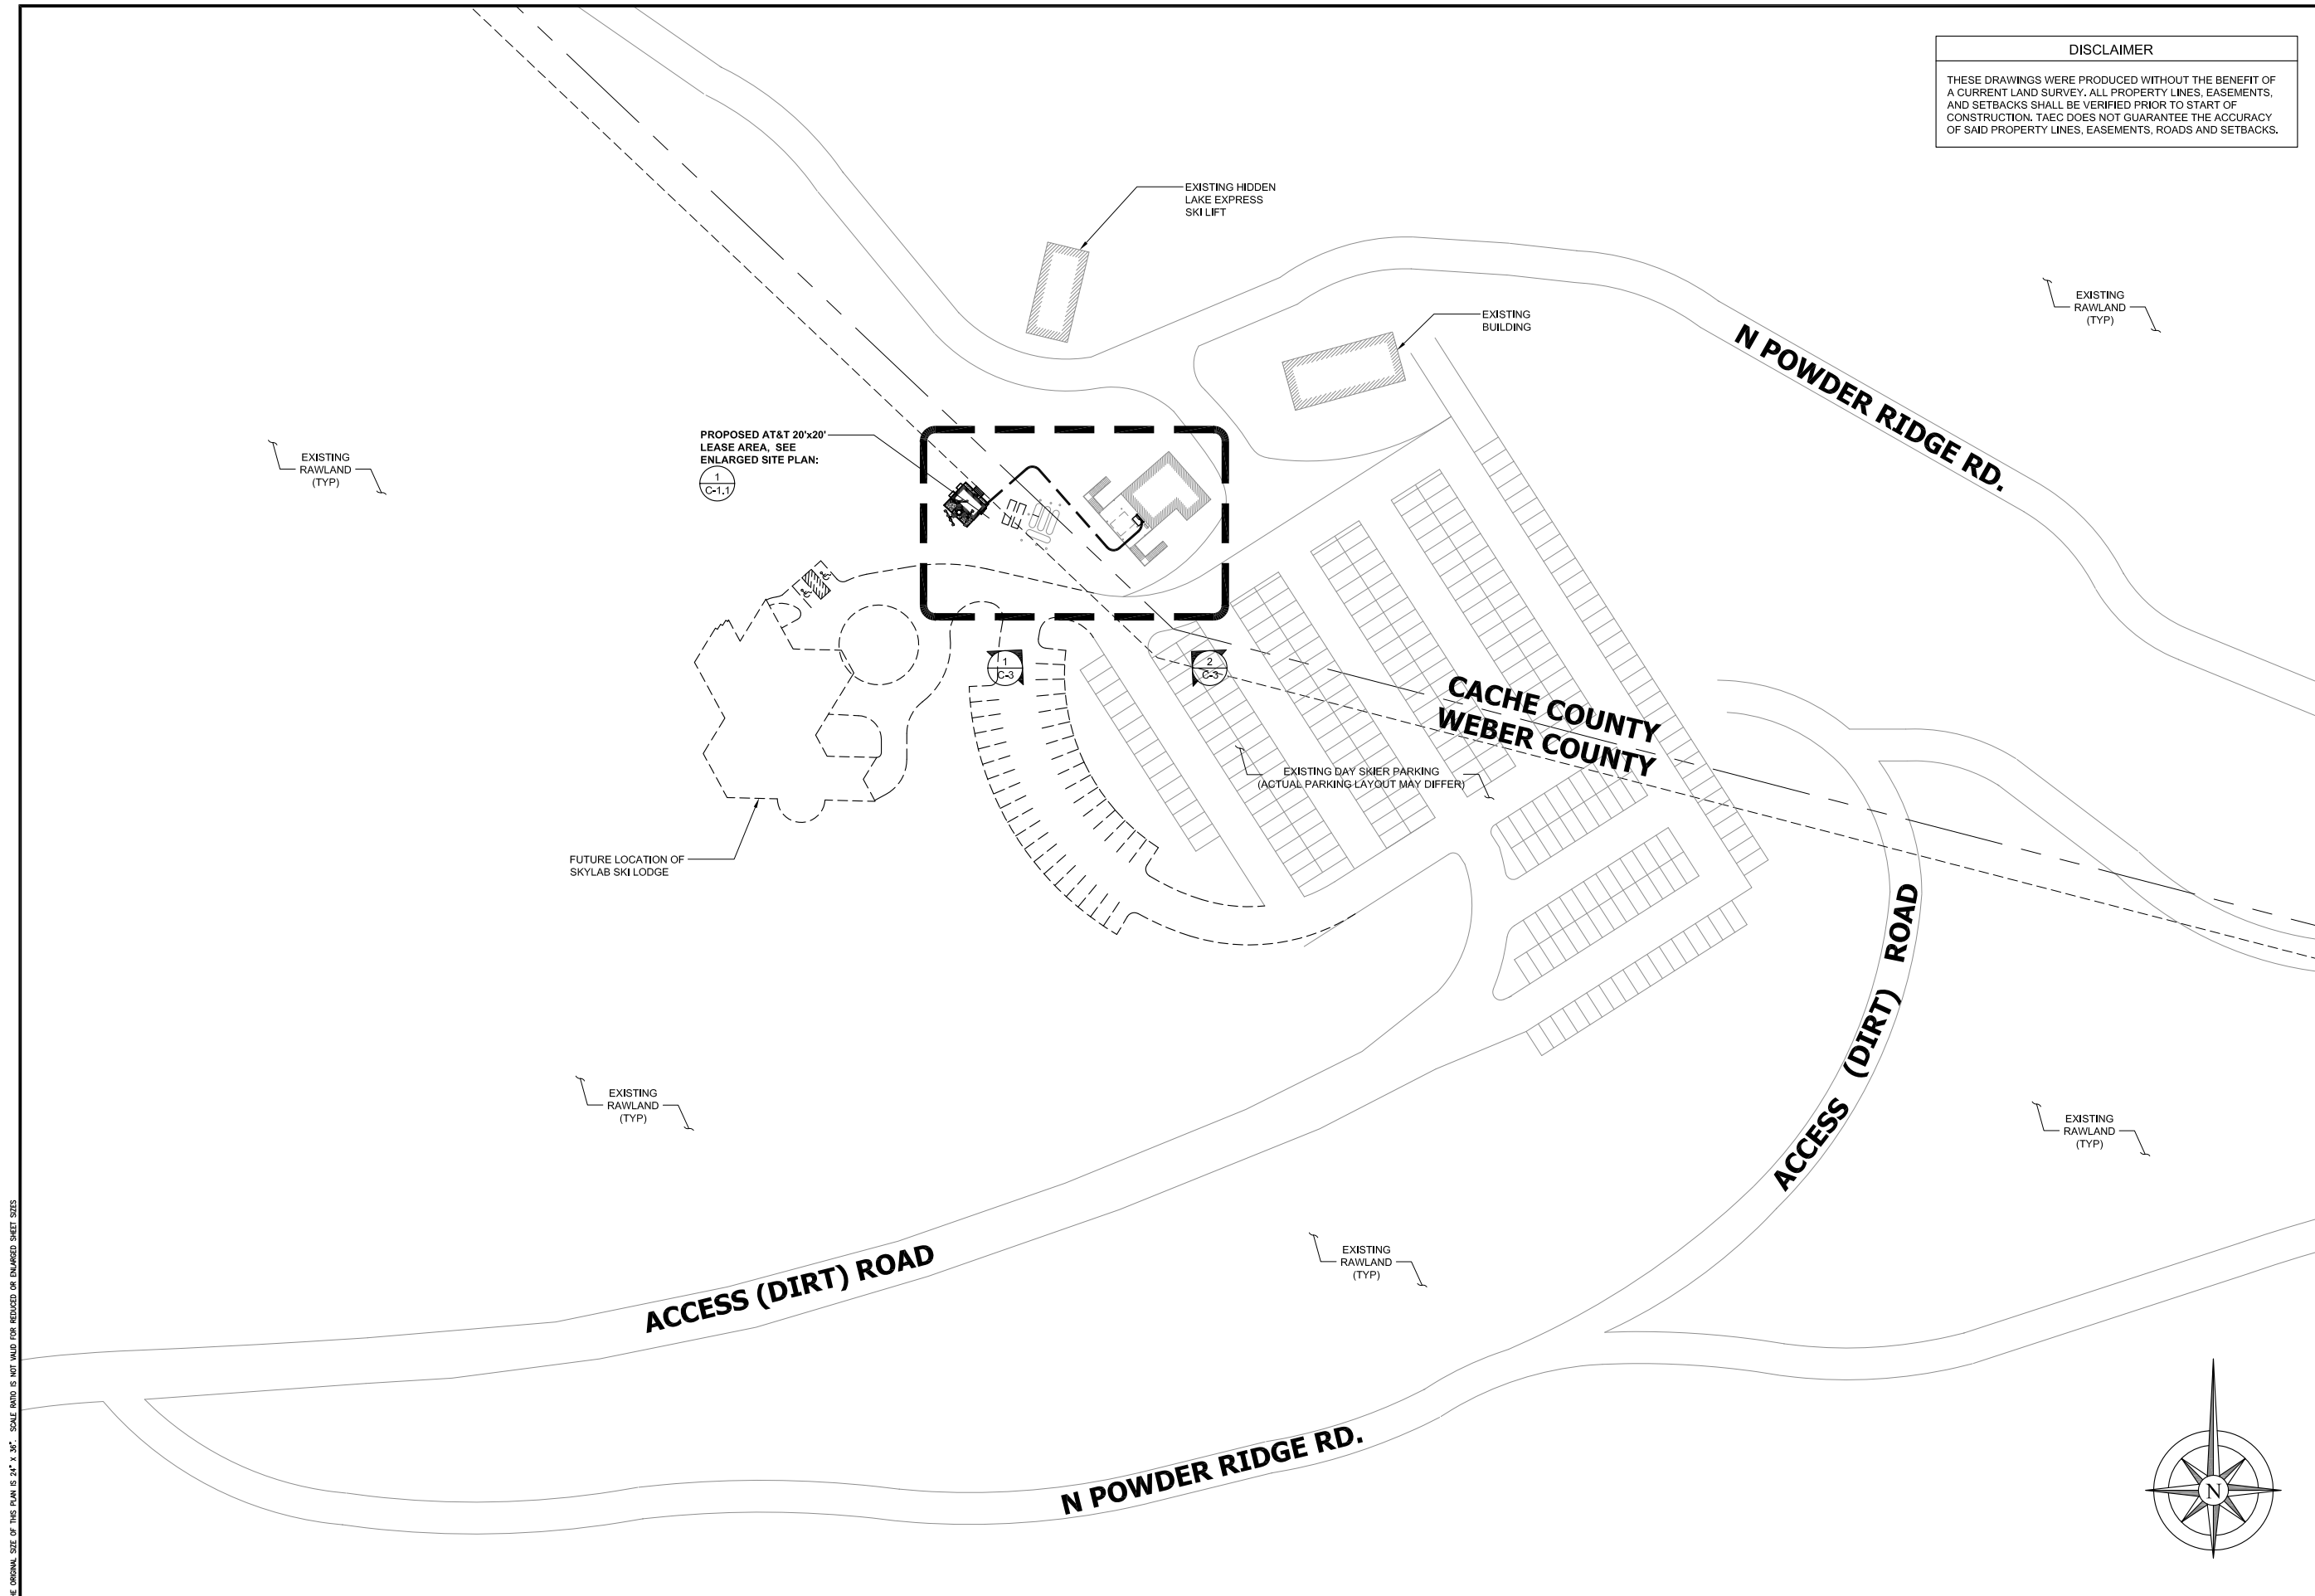 DISCLAIMER
THESE DRAWINGS WERE PRODUCED WITHOUT THE BENEFIT OF
A CURRENT LAND SURVEY. ALL PROPERTY LINES, EASEMENTS,
AND SETBACKS SHALL BE VERIFIED PRIOR TO START OF
CONSTRUCTION. TAEC DOES NOT GUARANTEE THE ACCURACY
OF SAID PROPERTY LINES, EASEMENTS, ROADS AND SETBACKS.
EXISTING HIDDEN
LAKE EXPRESS
SKI LIFT
EXISTING
BUILDING
EXISTING
RAWLAND
(TYP)
N POWDER RIDGE RD.
PROPOSED AT&T 20'x20'
LEASE AREA, SEE
ENLARGED SITE PLAN:
1
C-1.1
EXISTING
RAWLAND
(TYP)
1
C-3
2
C-3
CACHE COUNTY
WEBER COUNTY
EXISTING DAY SKIER PARKING
(ACTUAL PARKING LAYOUT MAY DIFFER)
FUTURE LOCATION OF
SKYLAB SKI LODGE
ACCESS (DIRT) ROAD
EXISTING
RAWLAND
(TYP)
EXISTING
RAWLAND
(TYP)
EXISTING
RAWLAND
(TYP)
ACCESS (DIRT) ROAD
N POWDER RIDGE RD.
N
ORIGINAL SIZE OF THIS PLAN IS 24" X 36". SCALE RATIO IS NOT VALID FOR REDUCED OR ENLARGED SHEET SIZES